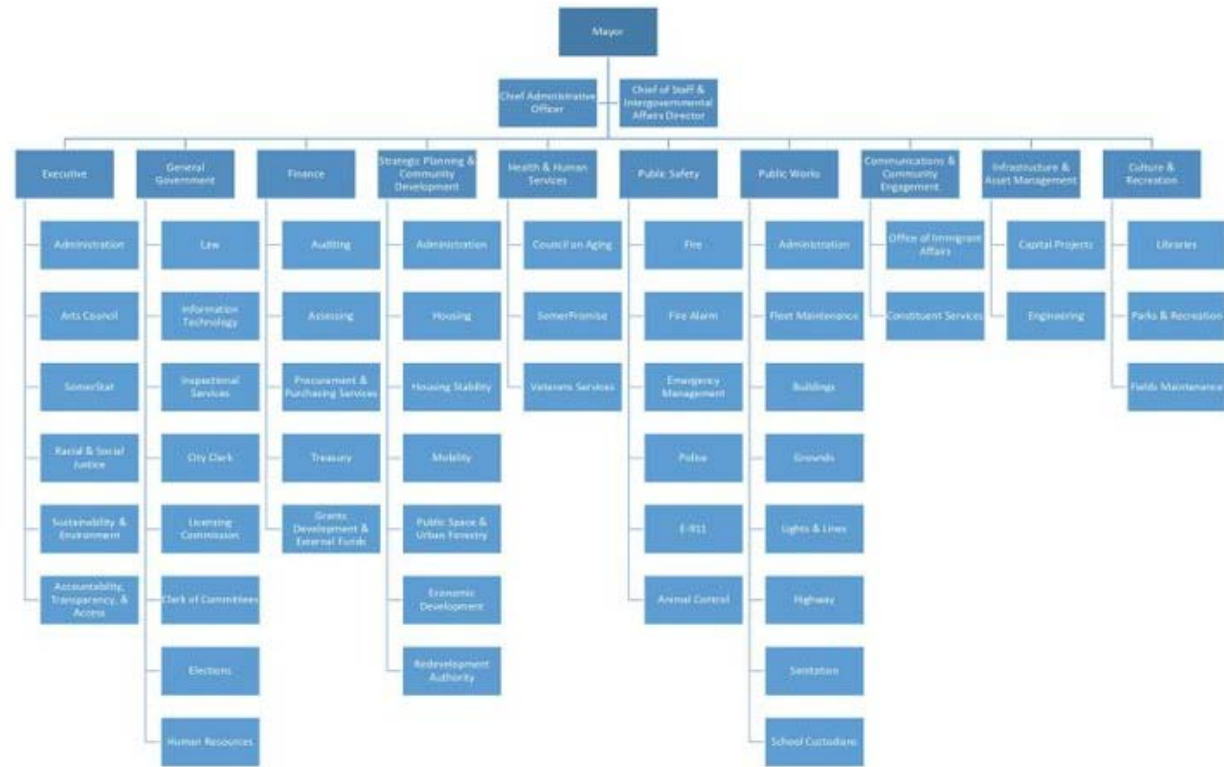 Mayor
Chief Administrative
Officer
Chief of Staff &
Intergovernmental
Affairs Director
Executive
General
Government
Finance
Strategic Planning &
Community
Development
Health & Human
Services
Public Safety
Public Works
Communications &
Community
Engagement
Infrastructure &
Asset Management
Culture &
Recreation
Administration
Arts Council
SomerStat
Racial & Social
Justice
Sustainability &
Environment
Accountability,
Transparency, &
Access
Law
Information
Technology
Inspectional
Services
City Clerk
Licensing
Commission
Clerk of Committees
Elections
Human Resources
Auditing
Assessing
Procurement &
Purchasing Services
Treasury
Grants
Development &
External Funds
Administration
Housing
Housing Stability
Mobility
Public Space &
Urban Forestry
Economic
Development
Redevelopment
Authority
Council on Aging
SomerPromise
Veterans Services
Fire
Fire Alarm
Emergency
Management
Police
E-911
Animal Control
Administration
Fleet Maintenance
Buildings
Grounds
Lights & Lines
Highway
Sanitation
School Custodians
Office of Immigrant
Affairs
Constituent Services
Capital Projects
Engineering
Libraries
Parks & Recreation
Fields Maintenance